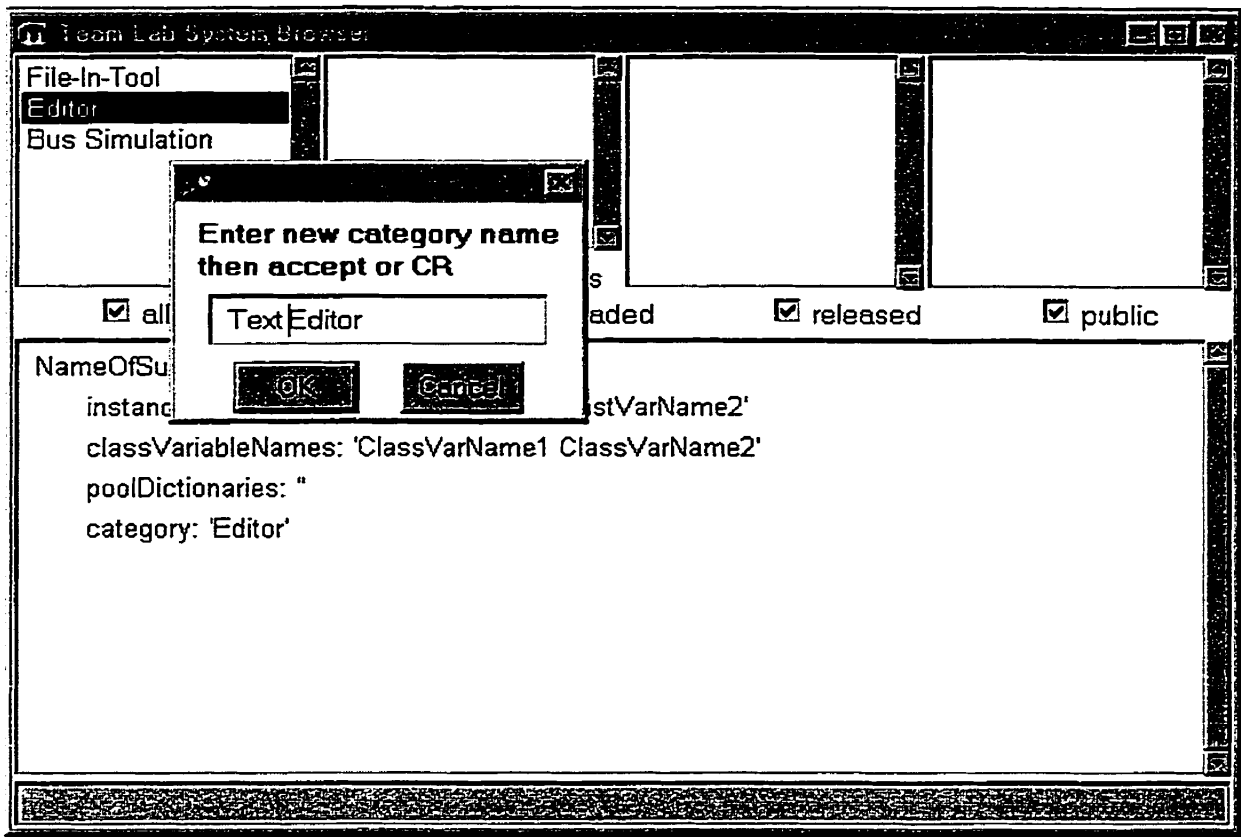 Team Lab System Browser
File-In-Tool
Editor
Bus Simulation
Enter new category name
then accept or CR
s
all
aded
released
public
Text Editor
OK
Cancel
NameOfSu
instanc
stVarName2'
classVariableNames: 'ClassVarName1 ClassVarName2'
poolDictionaries: ''
category: 'Editor'